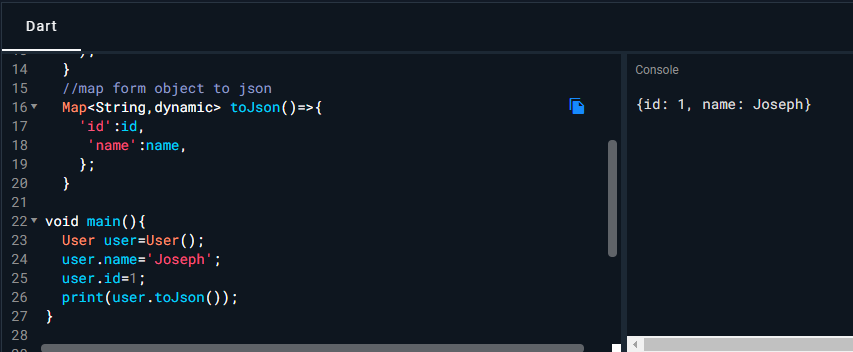 Dart
14 }
15 //map form object to json
16 Map<String,dynamic> toJson()=>{
17 'id':id,
18 'name':name,
19 };
20 }
21
22 void main(){
23 User user=User();
24 user.name='Joseph';
25 user.id=1;
26 print(user.toJson());
27 }
28
Console
{id: 1, name: Joseph}